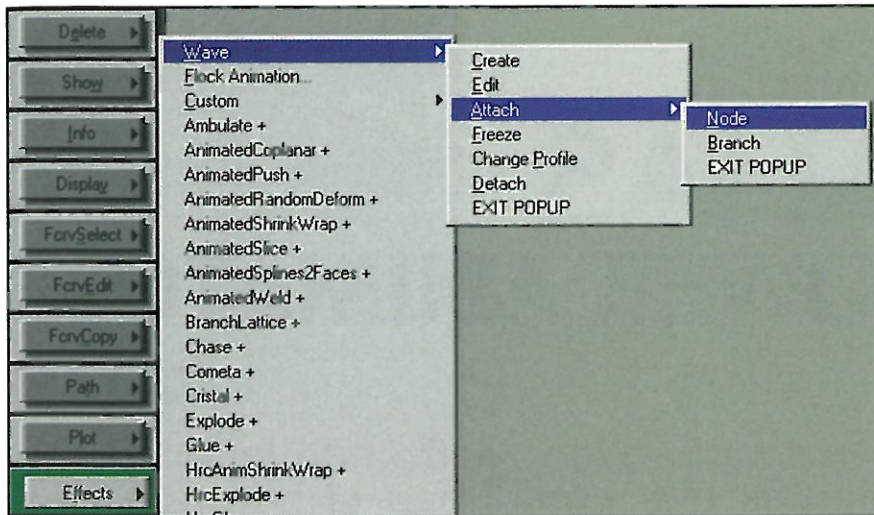 Delete
Show
Info
Display
FcrvSelect
FcrvEdit
FcrvCopy
Path
Plot
Effects
Wave
Flock Animation...
Custom
Ambulate +
AnimatedCoplanar +
AnimatedPush +
AnimatedRandomDeform +
AnimatedShrinkWrap +
AnimatedSlice +
AnimatedSplines2Faces +
AnimatedWeld +
BranchLattice +
Chase +
Cometa +
Cristal +
Explode +
Glue +
HrcAnimShrinkWrap +
HrcExplode +
Create
Edit
Attach
Freeze
Change Profile
Detach
EXIT POPUP
Node
Branch
EXIT POPUP